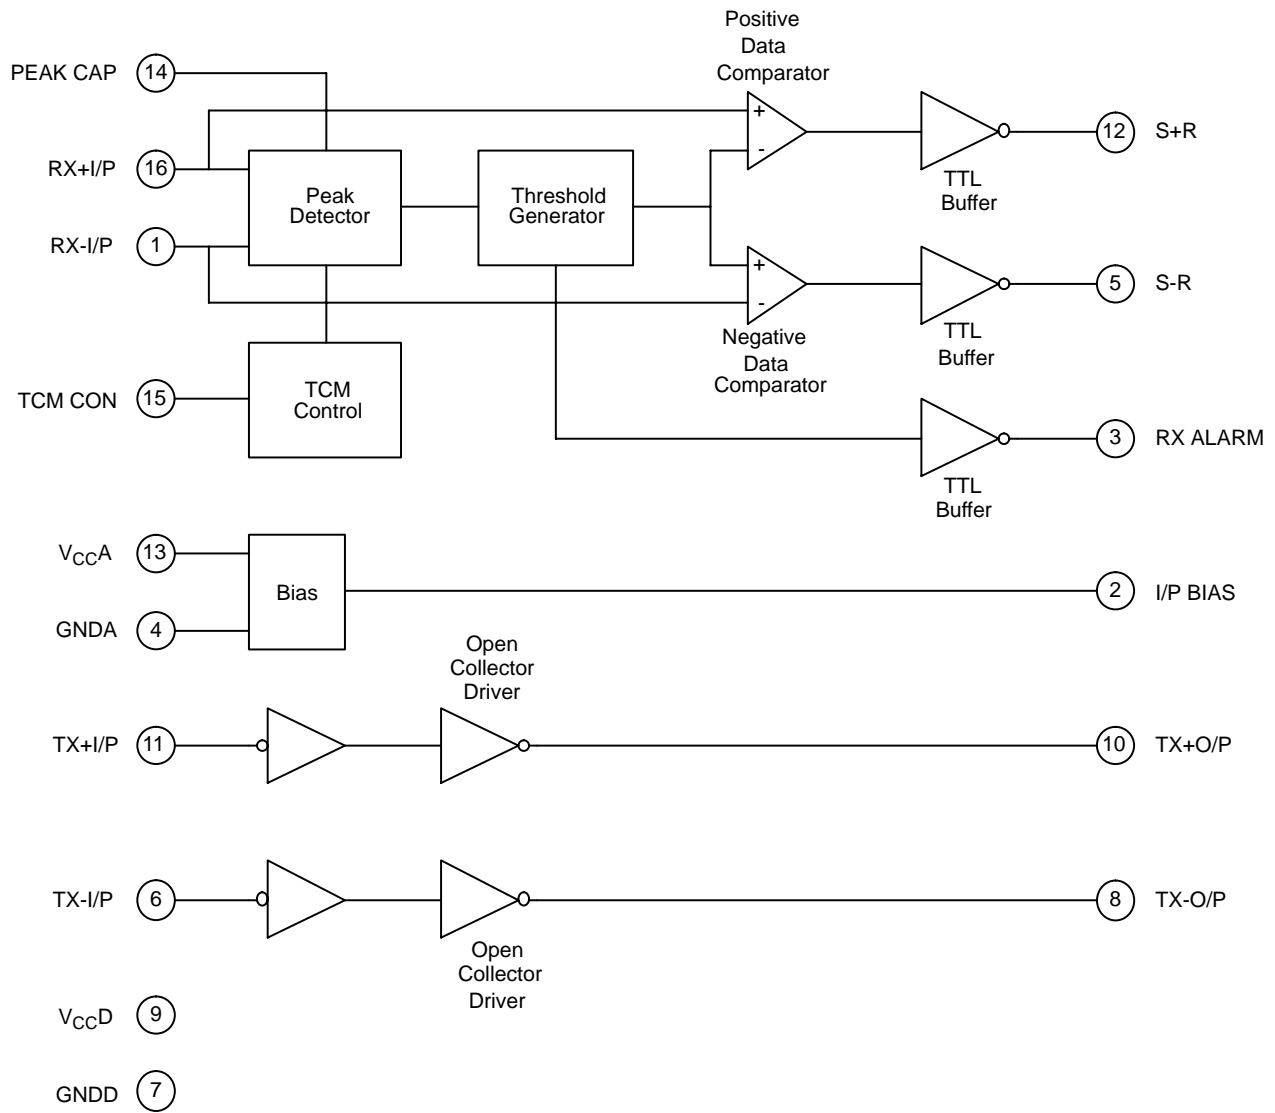 Positive
Data
Comparator
PEAK CAP 14
+
-
12 S+R
TTL
Buffer
RX+I/P 16
Peak
Detector
Threshold
Generator
RX-I/P 1
+
-
5 S-R
TTL
Buffer
Negative
Data
Comparator
TCM CON 15
TCM
Control
3 RX ALARM
TTL
Buffer
VCCA 13
Bias
2 I/P BIAS
GNDA 4
Open
Collector
Driver
TX+I/P 11
10 TX+O/P
TX-I/P 6
8 TX-O/P
Open
Collector
Driver
VCCD 9
GNDD 7